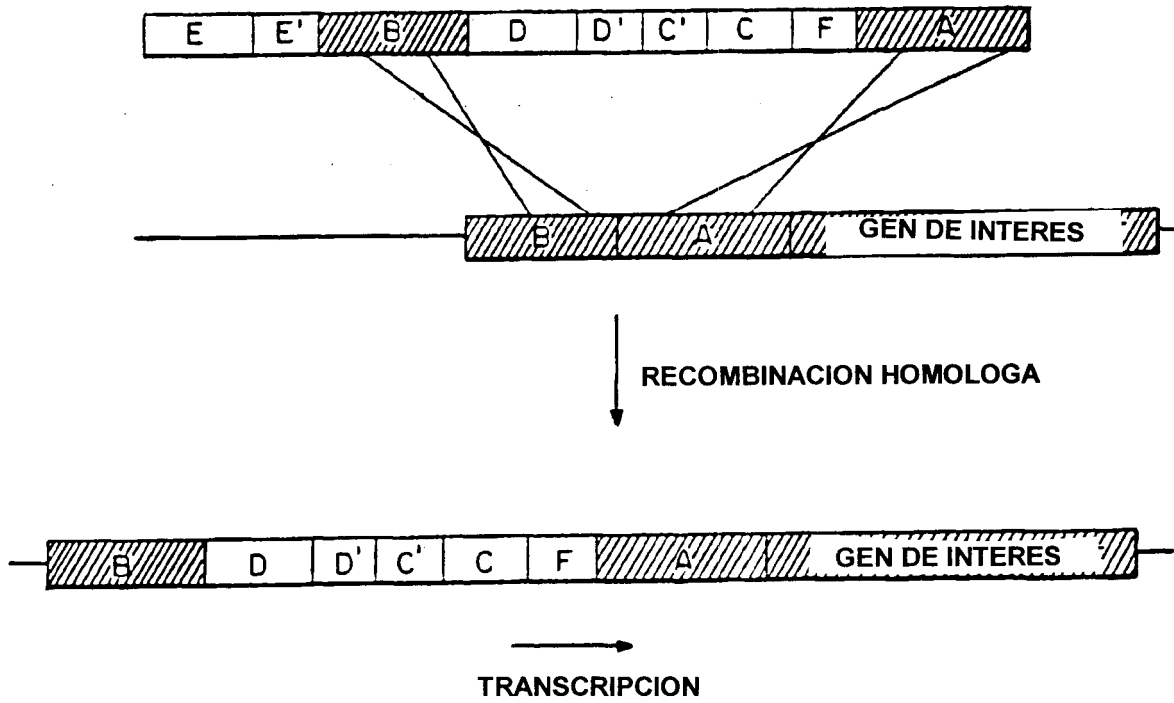 E E' B D D' C' C F A
B A GEN DE INTERES
RECOMBINACION HOMOLOGA
B D D' C' C F A GEN DE INTERES
TRANSCRIPCION